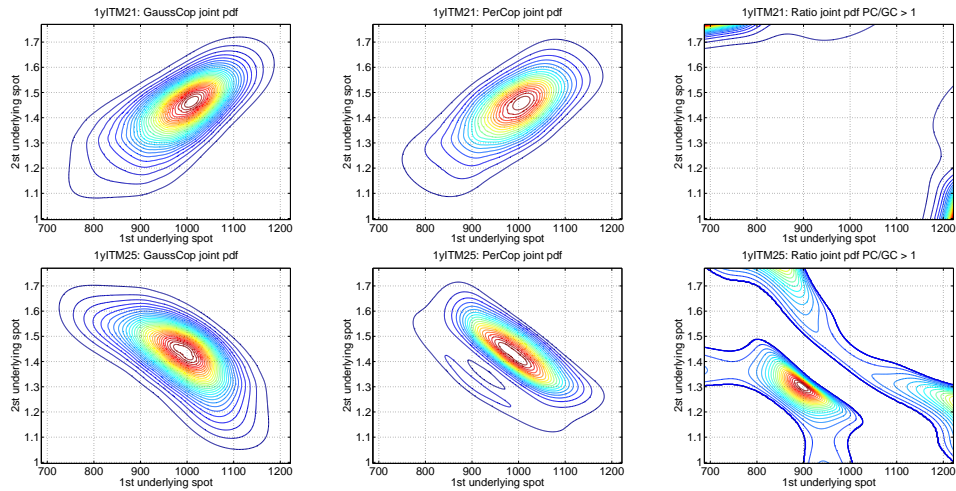 1yITM21: GaussCop joint pdf
2st underlying spot
1.7
1.6
1.5
1.4
1.3
1.2
1.1
1
700 800 900 1000 1100 1200
1st underlying spot
1yITM21: PerCop joint pdf
2st underlying spot
1.7
1.6
1.5
1.4
1.3
1.2
1.1
1
700 800 900 1000 1100 1200
1st underlying spot
1yITM21: Ratio joint pdf PC/GC > 1
2st underlying spot
1.7
1.6
1.5
1.4
1.3
1.2
1.1
1
700 800 900 1000 1100 1200
1st underlying spot
1yITM25: GaussCop joint pdf
2st underlying spot
1.7
1.6
1.5
1.4
1.3
1.2
1.1
1
700 800 900 1000 1100 1200
1st underlying spot
1yITM25: PerCop joint pdf
2st underlying spot
1.7
1.6
1.5
1.4
1.3
1.2
1.1
1
700 800 900 1000 1100 1200
1st underlying spot
1yITM25: Ratio joint pdf PC/GC > 1
2st underlying spot
1.7
1.6
1.5
1.4
1.3
1.2
1.1
1
700 800 900 1000 1100 1200
1st underlying spot